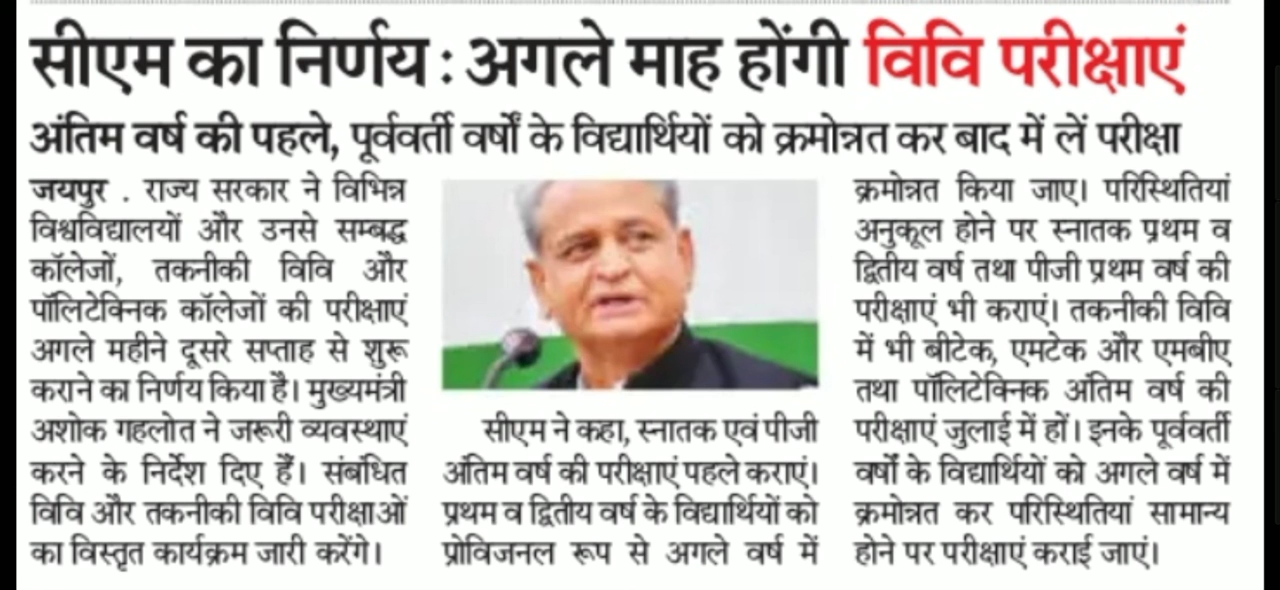 सीएम का निर्णय : अगले माह होंगी विवि परीक्षाएं
अंतिम वर्ष की पहले, पूर्ववर्ती वर्षों के विद्यार्थियों को क्रमोन्नत कर बाद में लें परीक्षा
जयपुर . राज्य सरकार ने विभिन्न
विश्वविद्यालयों और उनसे सम्बद्ध
कॉलेजों, तकनीकी विवि और
पॉलिटेक्निक कॉलेजों की परीक्षाएं
अगले महीने दूसरे सप्ताह से शुरू
कराने का निर्णय किया है। मुख्यमंत्री
अशोक गहलोत ने जरूरी व्यवस्थाएं
करने के निर्देश दिए हैं। संबंधित
विवि और तकनीकी विवि परीक्षाओं
का विस्तृत कार्यक्रम जारी करेंगे।
सीएम ने कहा, स्नातक एवं पीजी
अंतिम वर्ष की परीक्षाएं पहले कराएं।
प्रथम व द्वितीय वर्ष के विद्यार्थियों को
प्रोविजनल रूप से अगले वर्ष में
क्रमोन्नत किया जाए। परिस्थितियां
अनुकूल होने पर स्नातक प्रथम व
द्वितीय वर्ष तथा पीजी प्रथम वर्ष की
परीक्षाएं भी कराएं। तकनीकी विवि
में भी बीटेक, एमटेक और एमबीए
तथा पॉलिटेक्निक अंतिम वर्ष की
परीक्षाएं जुलाई में हों। इनके पूर्ववर्ती
वर्षों के विद्यार्थियों को अगले वर्ष में
क्रमोन्नत कर परिस्थितियां सामान्य
होने पर परीक्षाएं कराई जाएं।